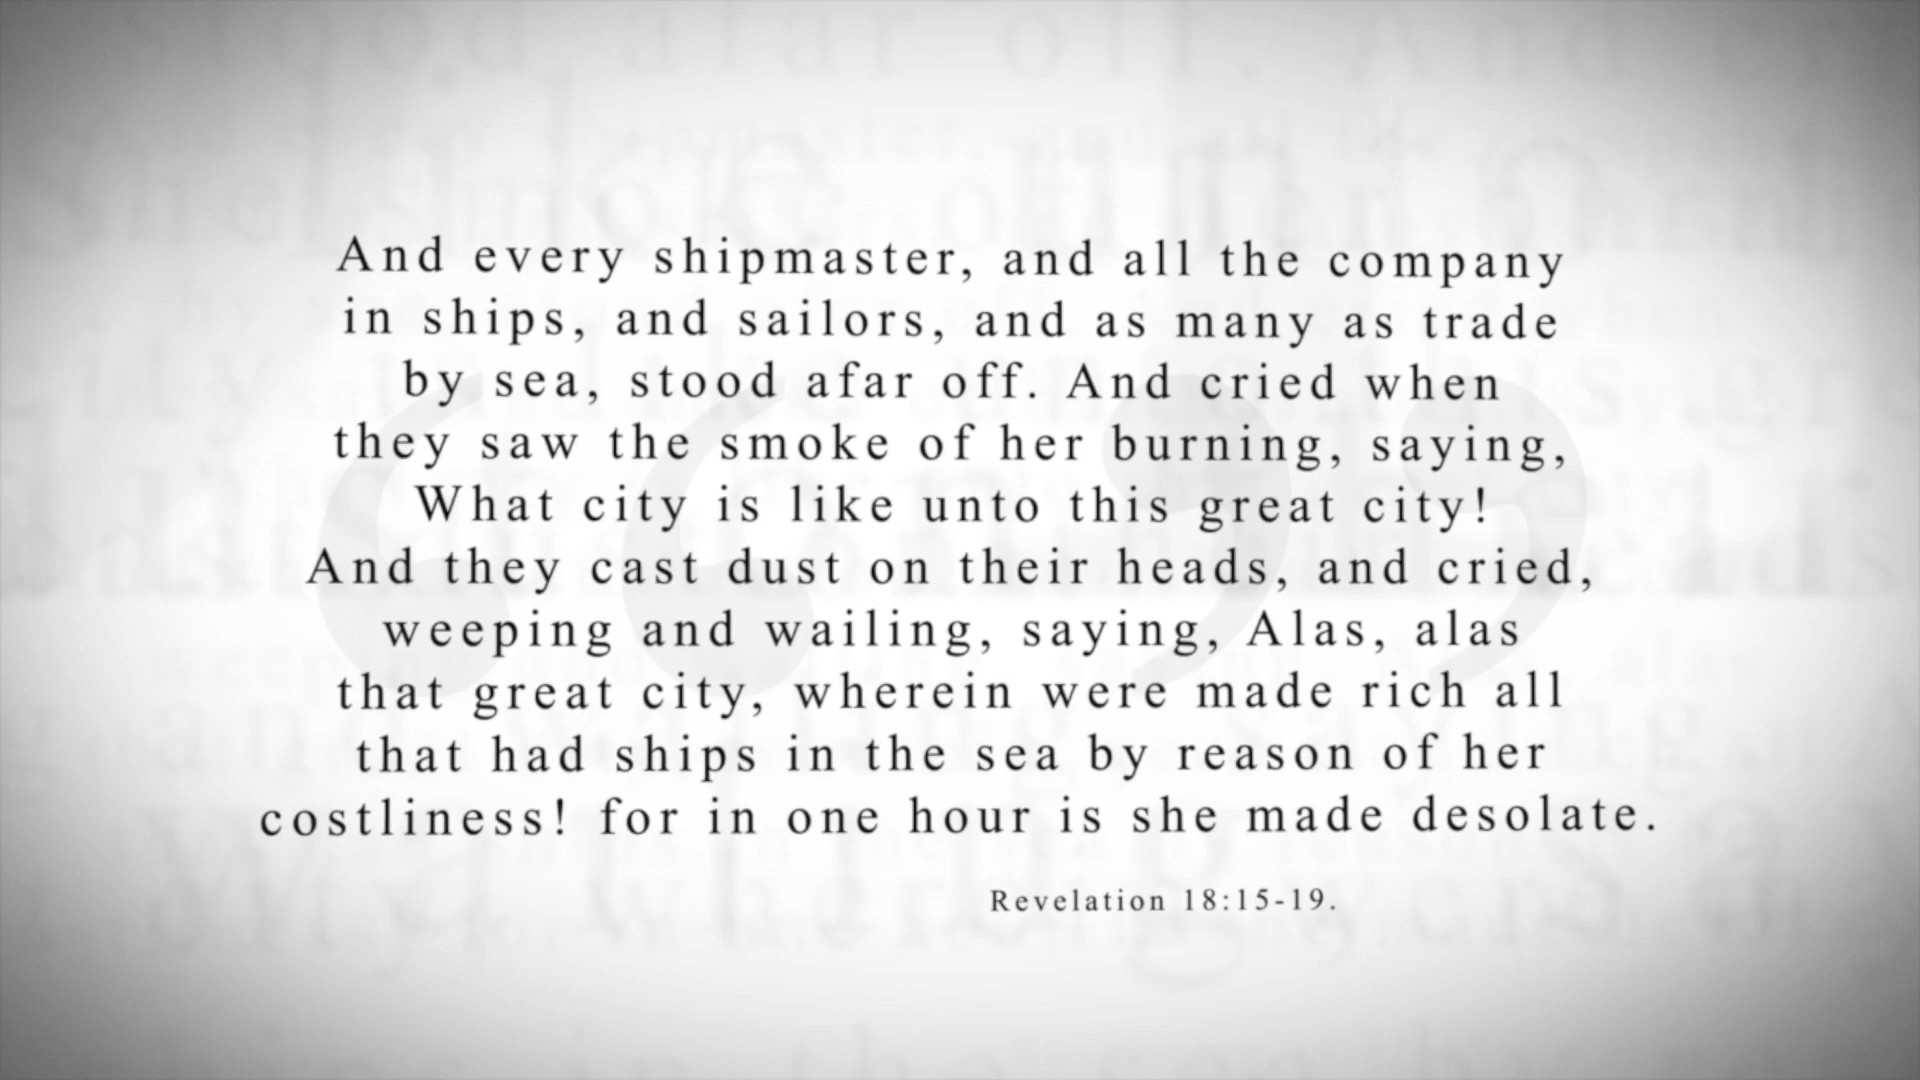 And every shipmaster, and all the company
in ships, and sailors, and as many as trade
by sea, stood afar off. And cried when
they saw the smoke of her burning, saying,
What city is like unto this great city!
And they cast dust on their heads, and cried,
weeping and wailing, saying, Alas, alas
that great city, wherein were made rich all
that had ships in the sea by reason of her
costliness! for in one hour is she made desolate.
Revelation 18:15-19.